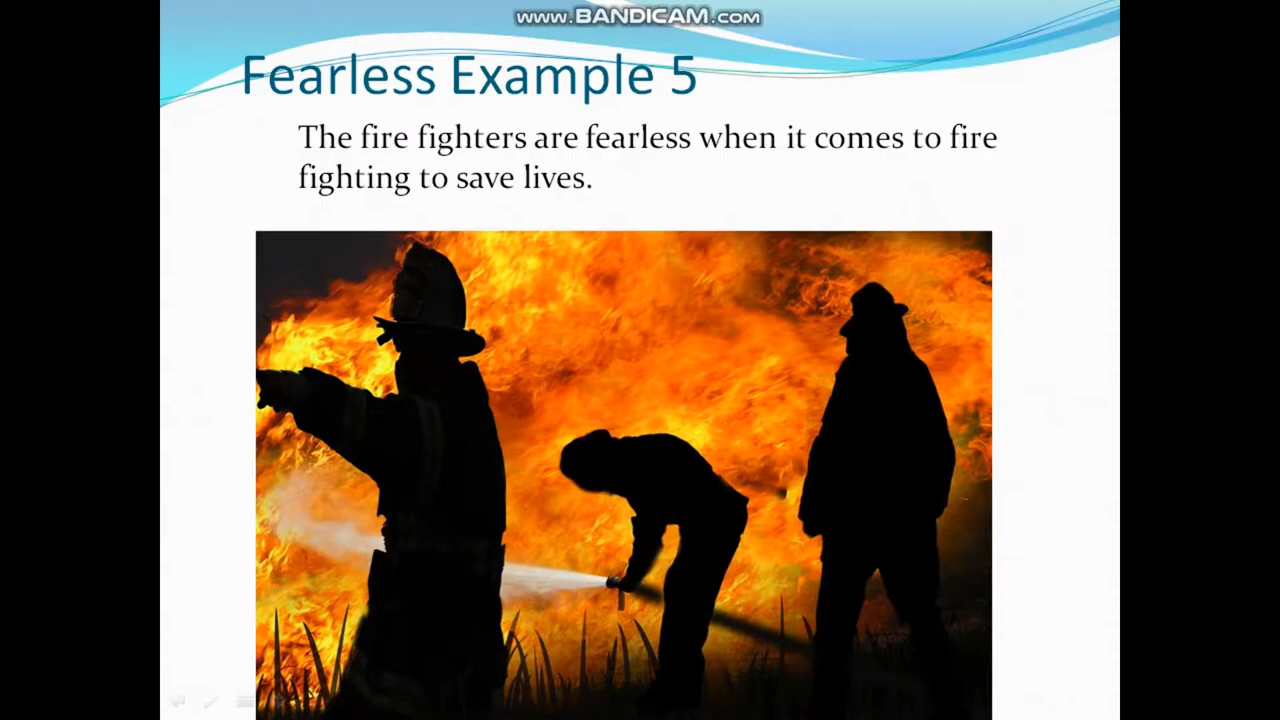 www.BANDICAM.com
Fearless Example 5
The fire fighters are fearless when it comes to fire
fighting to save lives.